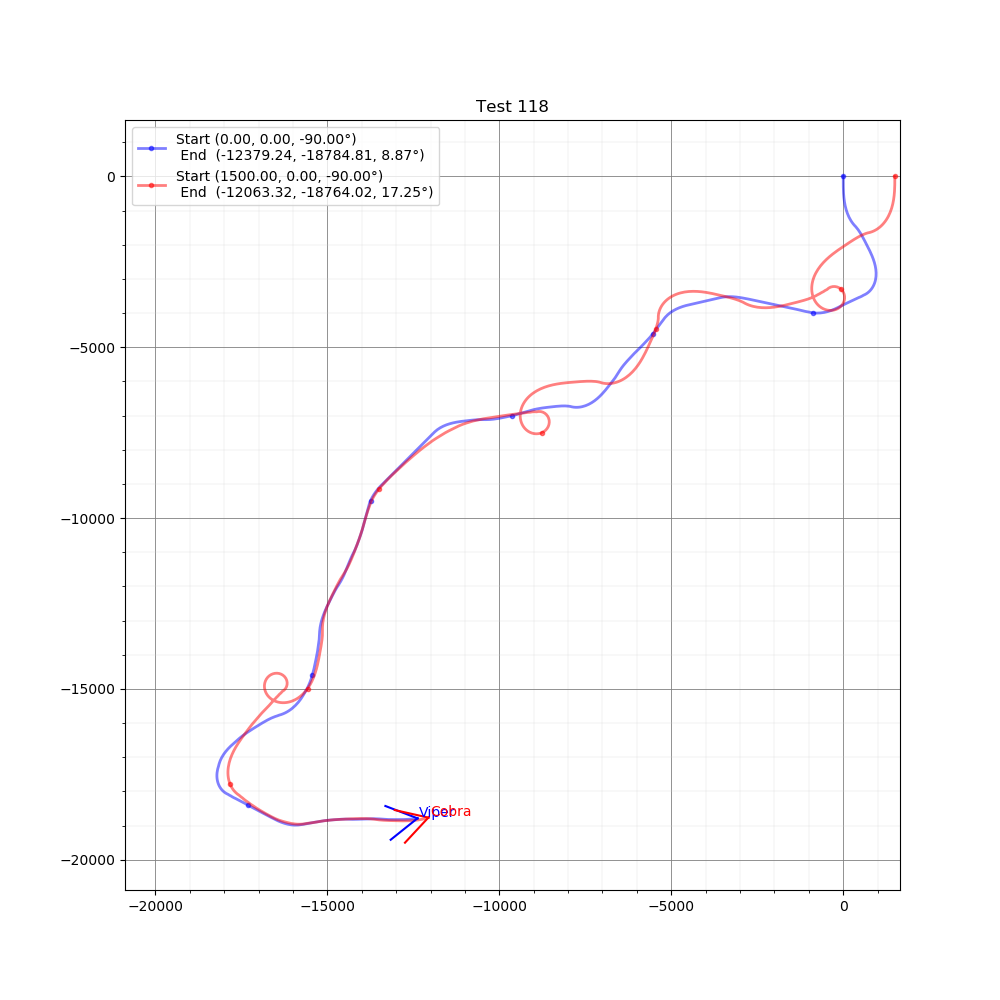 Test 118
Start (0.00, 0.00, -90.00°)
End (-12379.24, -18784.81, 8.87°)
Start (1500.00, 0.00, -90.00°)
End (-12063.32, -18764.02, 17.25°)
0
−5000
−10000
−15000
−20000
Viper
Cobra
−20000 −15000 −10000 −5000 0